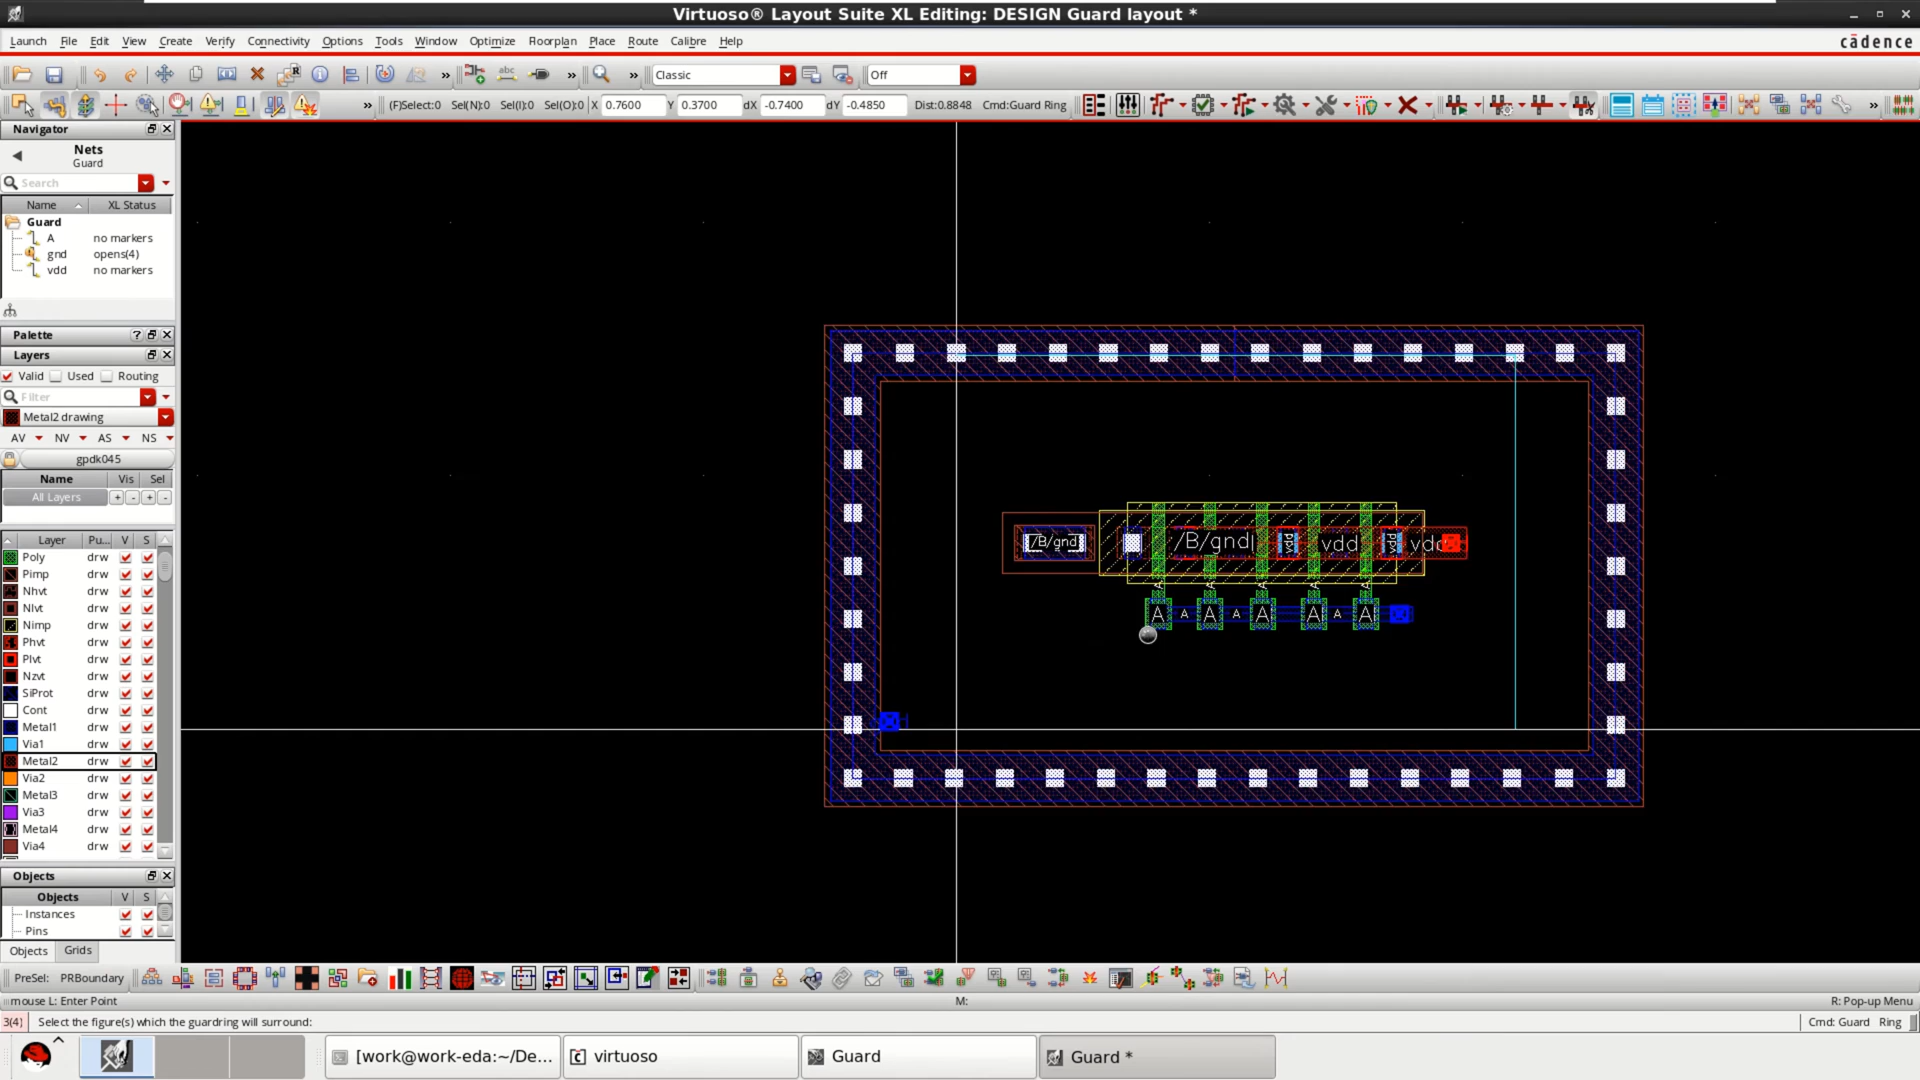 Virtuoso® Layout Suite XL Editing: DESIGN Guard layout *
Launch File Edit View Create Verify Connectivity Options Tools Window Optimize Floorplan Place Route Calibre Help
cādence
Classic Off
(F)Select:0 Sel(N):0 Sel(I):0 Sel(O):0 X 0.7600 Y 0.3700 dX -0.7400 dY -0.4850 Dist:0.8848 Cmd:Guard Ring
Navigator
Nets
Guard
Search
Name XL Status
Guard
A no markers
gnd opens(4)
vdd no markers
Palette
Layers
Valid Used Routing
Filter
Metal2 drawing
AV NV AS NS
gpdk045
Name Vis Sel
All Layers + - + -
Layer Pu... V S
Poly drw
Pimp drw
Nhvt drw
Nlvt drw
Nimp drw
Phvt drw
Plvt drw
Nzvt drw
SiProt drw
Cont drw
Metal1 drw
Via1 drw
Metal2 drw
Via2 drw
Metal3 drw
Via3 drw
Metal4 drw
Via4 drw
Objects
Objects V S
Instances
Pins
Objects Grids
/B/gnd /B/gnd vdd vdd vdd vdd
A A A A A
A A A A A A A A A
PreSel: PRBoundary
mouse L: Enter Point M: R: Pop-up Menu
3(4) Select the figure(s) which the guardring will surround: Cmd: Guard Ring
[work@work-eda:~/De... virtuoso Guard Guard *